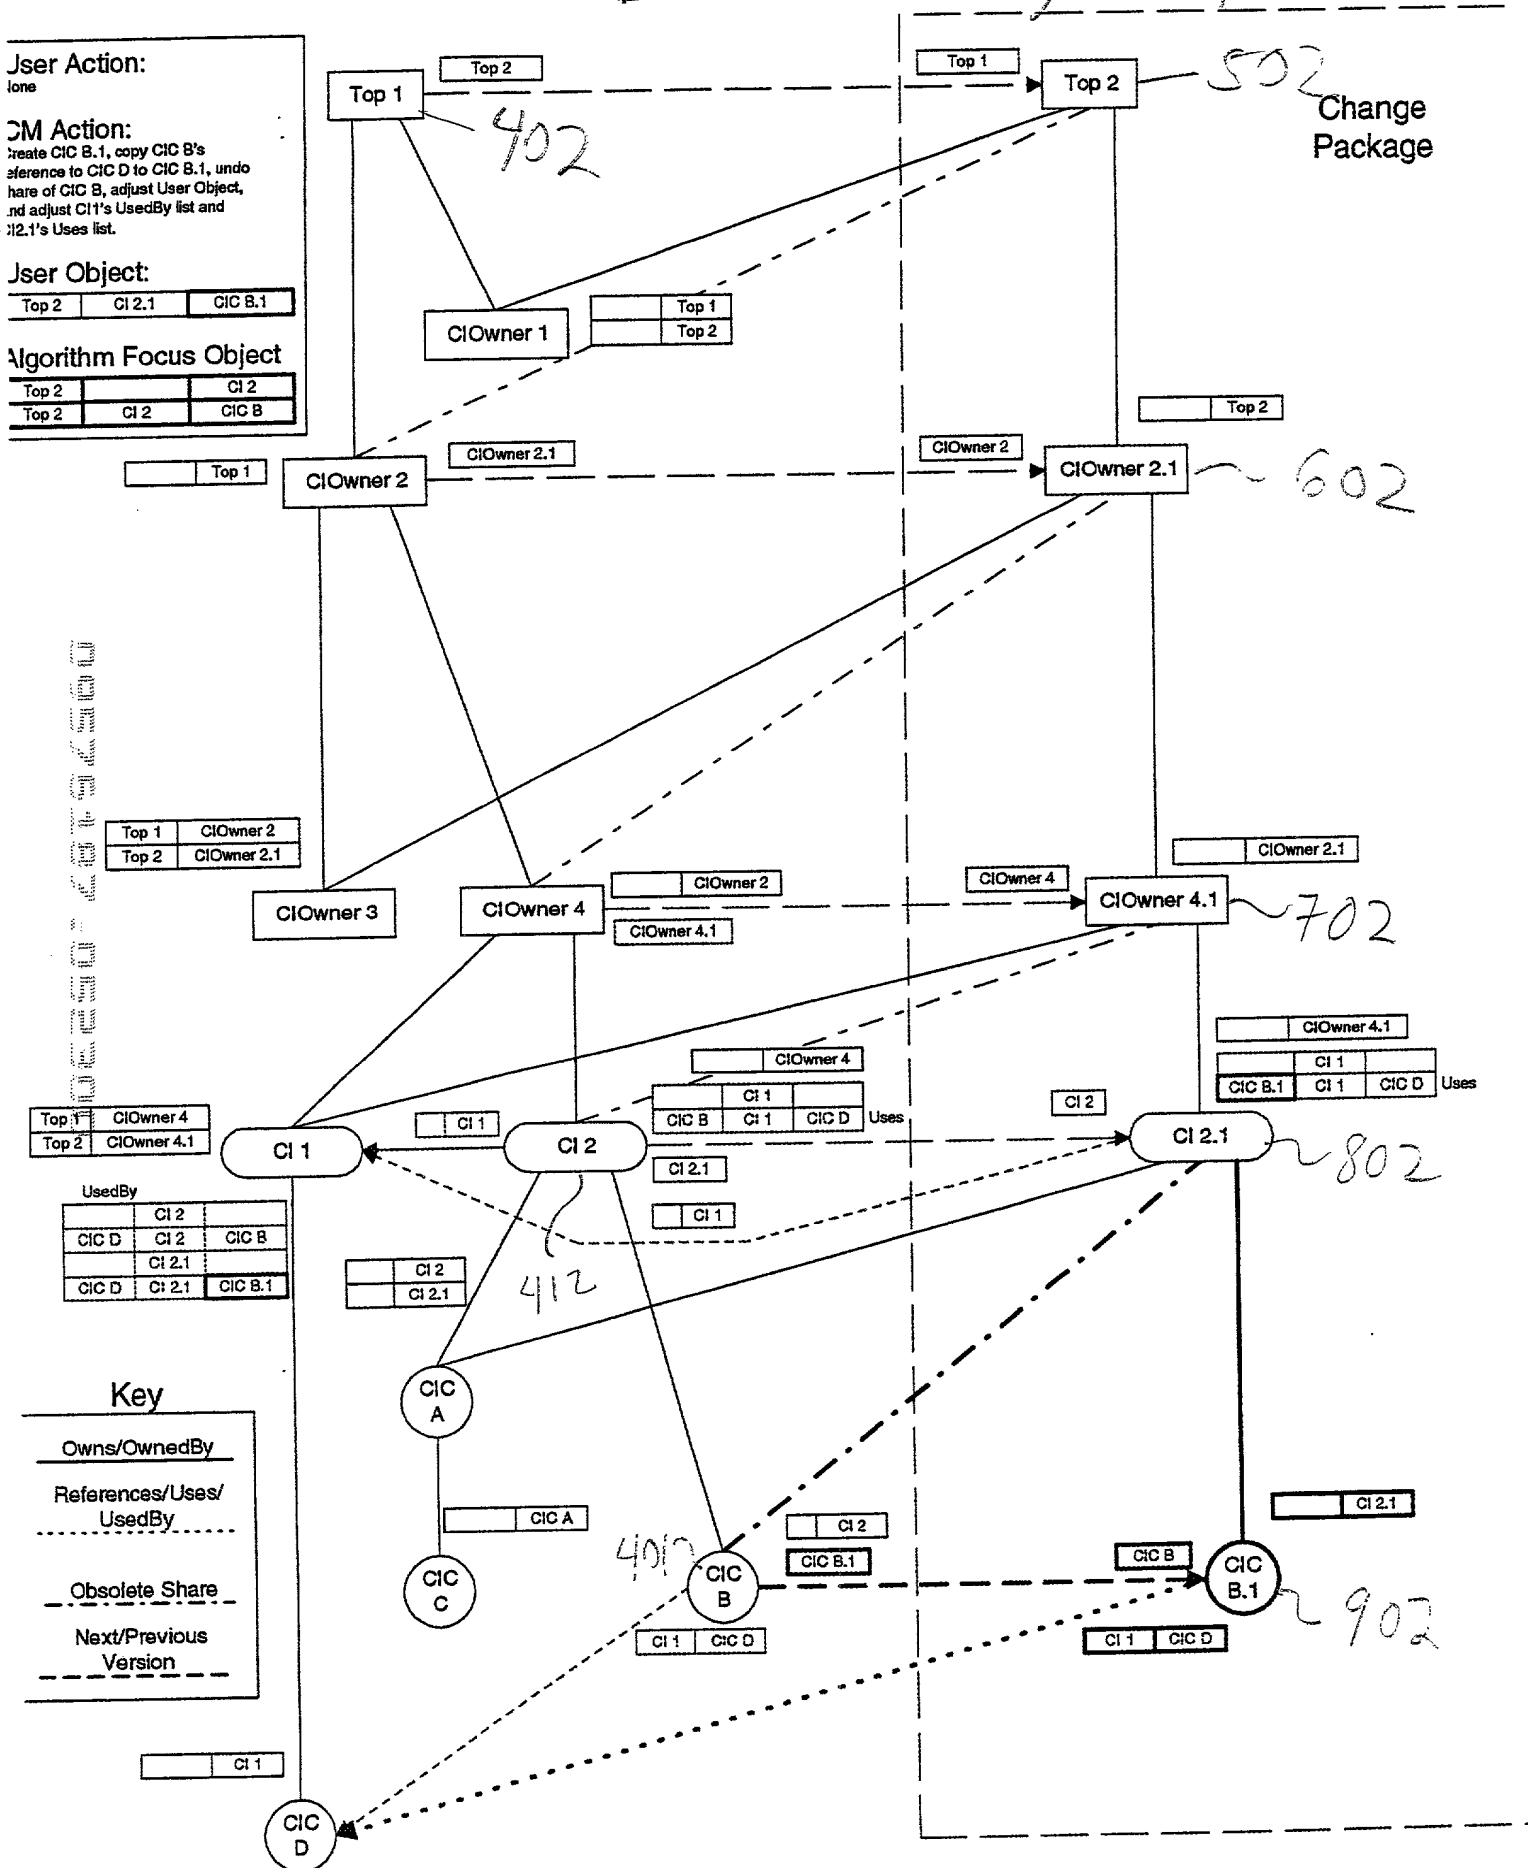 User Action:
None
CM Action:
Create CIC B.1, copy CIC B's
reference to CIC D to CIC B.1, undo
share of CIC B, adjust User Object,
and adjust CI1's UsedBy list and
CI2.1's Uses list.
User Object:
Top 2 CI 2.1 CIC B.1
Algorithm Focus Object
Top 2 CI 2
Top 2 CI 2 CIC B
Top 1
Top 2
402
Top 1
Top 2
502
Change
Package
CIOwner 1
Top 1
Top 2
Top 2
Top 1
CIOwner 2
CIOwner 2.1
CIOwner 2
CIOwner 2.1
602
Top 1 CIOwner 2
Top 2 CIOwner 2.1
CIOwner 3
CIOwner 4
CIOwner 2
CIOwner 4.1
CIOwner 4
CIOwner 2.1
CIOwner 4.1
702
CIOwner 4
CI 1
CIC B CI 1 CIC D Uses
CIOwner 4.1
CI 1
CIC B.1 CI 1 CIC D Uses
Top 1 CIOwner 4
Top 2 CIOwner 4.1
CI 1
CI 1
CI 2
CI 2.1
CI 1
CI 2
CI 2.1
802
UsedBy
CI 2
CIC D CI 2 CIC B
CI 2.1
CIC D CI 2.1 CIC B.1
CI 2
CI 2.1
412
CIC
A
CIC A
CIC
C
Key
Owns/OwnedBy
References/Uses/
UsedBy
Obsolete Share
Next/Previous
Version
CIC
B
CI 2
CIC B.1
CI 1 CIC D
CI 2.1
CIC B
CIC
B.1
902
CI 1 CIC D
CI 1
CIC
D